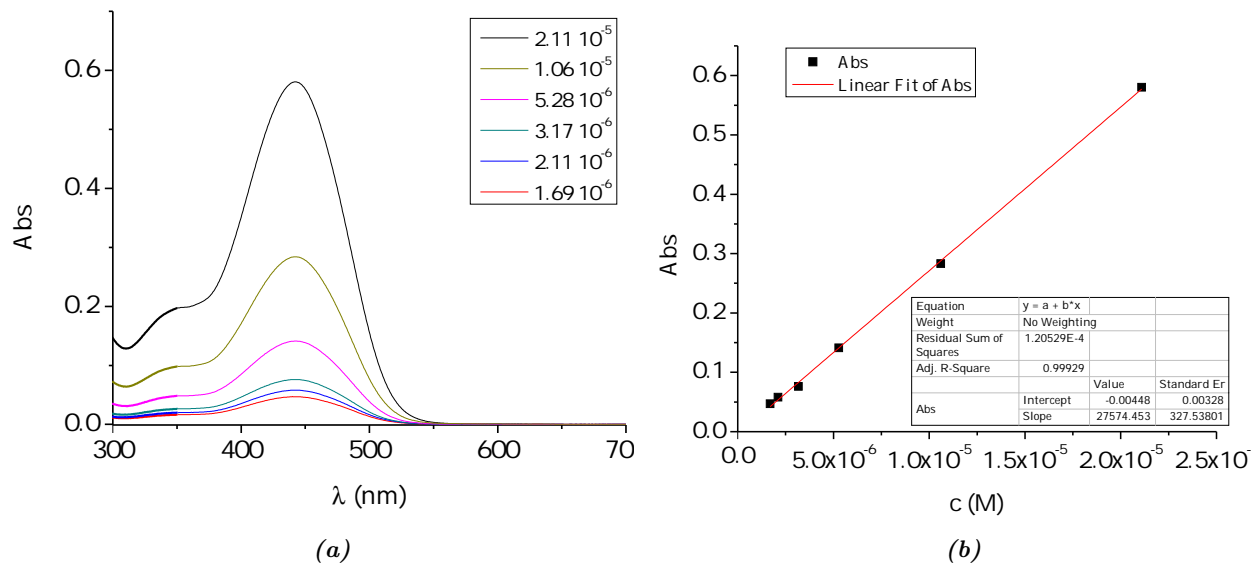 0.6
0.4
0.2
0.0
Abs
300
400
500
600
70
λ (nm)
2.11 10-5
1.06 10-5
5.28 10-6
3.17 10-6
2.11 10-6
1.69 10-6
(a)
0.6
0.5
0.4
0.3
0.2
0.1
0.0
Abs
Abs
Linear Fit of Abs
Equation y = a + b*x
Weight No Weighting
Residual Sum of Squares 1.20529E-4
Adj. R-Square 0.99929
Value Standard Er
Abs Intercept -0.00448 0.00328
Slope 27574.453 327.53801
0.0
5.0x10-6
1.0x10-5
1.5x10-5
2.0x10-5
2.5x10-
c (M)
(b)